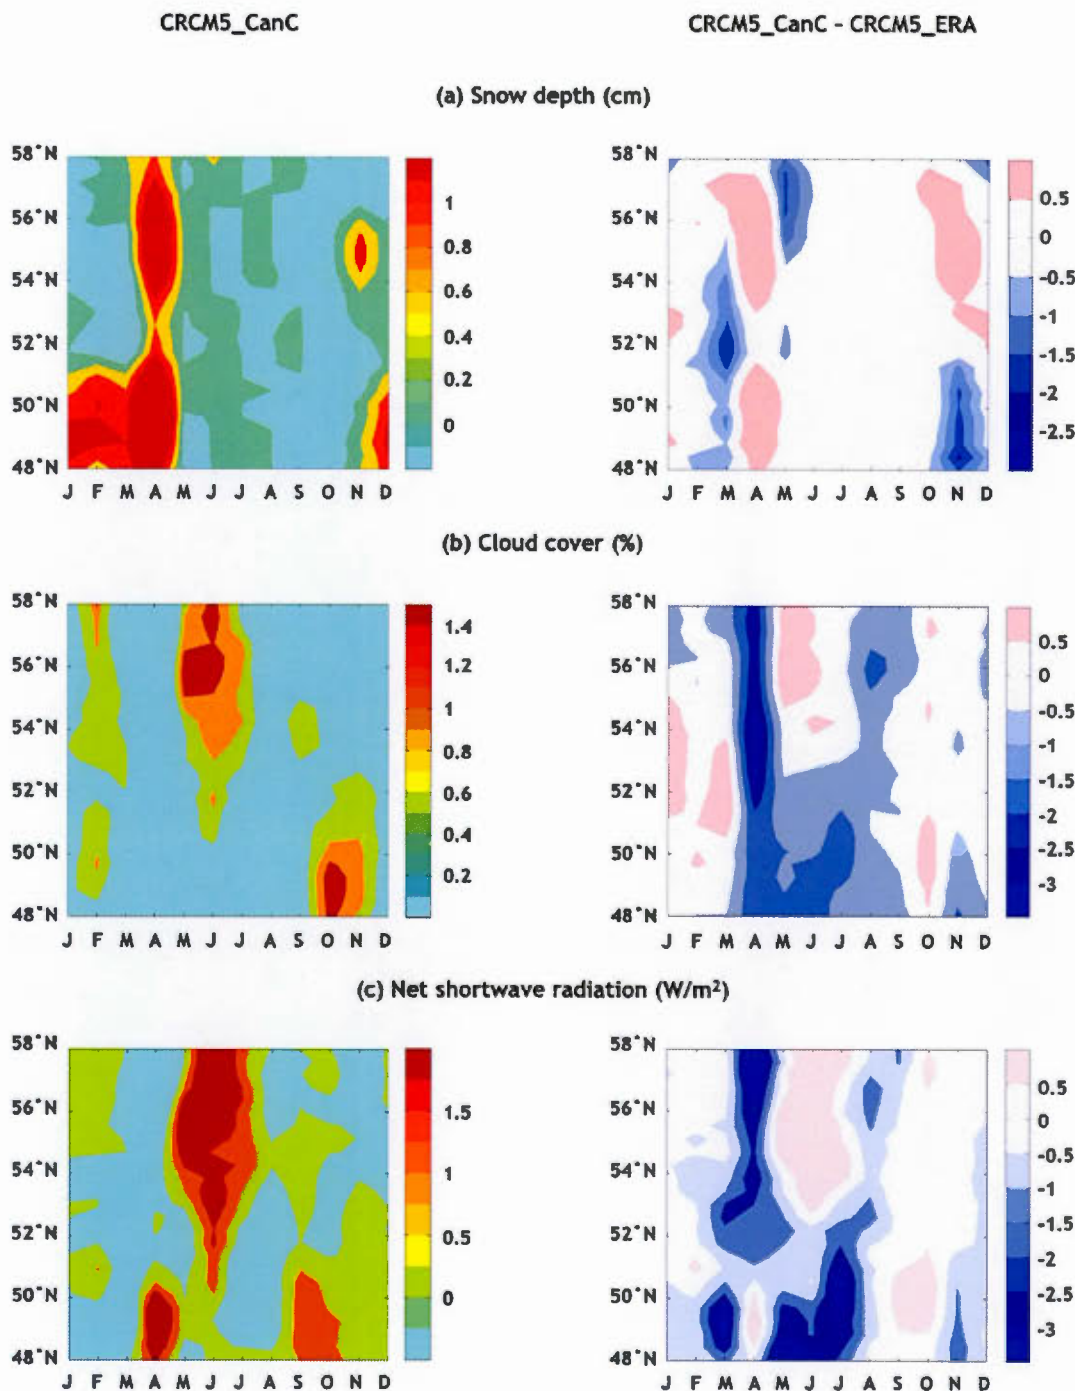 CRCM5_CanC CRCM5_CanC - CRCM5_ERA
(a) Snow depth (cm)
58°N
56°N
54°N
52°N
50°N
48°N
J F M A M J J A S O N D
1
0.8
0.6
0.4
0.2
0
58°N
56°N
54°N
52°N
50°N
48°N
J F M A M J J A S O N D
0.5
0
-0.5
-1
-1.5
-2
-2.5
(b) Cloud cover (%)
58°N
56°N
54°N
52°N
50°N
48°N
J F M A M J J A S O N D
1.4
1.2
1
0.8
0.6
0.4
0.2
58°N
56°N
54°N
52°N
50°N
48°N
J F M A M J J A S O N D
0.5
0
-0.5
-1
-1.5
-2
-2.5
-3
(c) Net shortwave radiation (W/m²)
58°N
56°N
54°N
52°N
50°N
48°N
J F M A M J J A S O N D
1.5
1
0.5
0
58°N
56°N
54°N
52°N
50°N
48°N
J F M A M J J A S O N D
0.5
0
-0.5
-1
-1.5
-2
-2.5
-3